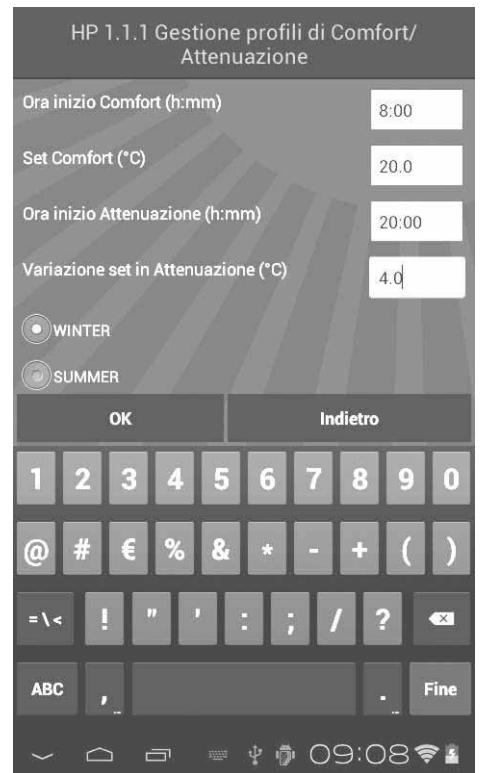 HP 1.1.1 Gestione profili di Comfort/
Attenuazione
Ora inizio Comfort (h:mm)
8:00
Set Comfort (°C)
20.0
Ora inizio Attenuazione (h:mm)
20:00
Variazione set in Attenuazione (°C)
4.0
WINTER
SUMMER
OK
Indietro
1 2 3 4 5 6 7 8 9 0
@ # € % & * - + ( )
=\< ! " ' : ; / ?
ABC , . Fine
09:08